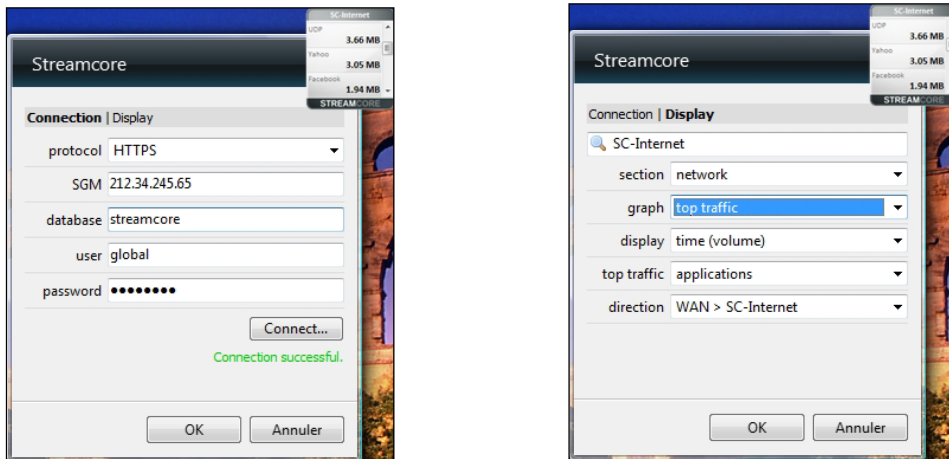 SC-Internet
UDP
3.66 MB
Yahoo
3.05 MB
Facebook
1.94 MB
STREAMCORE
Streamcore
Connection | Display
protocol HTTPS
SGM 212.34.245.65
database streamcore
user global
password ●●●●●●●●
Connect...
Connection successful.
OK Annuler
SC-Internet
UDP
3.66 MB
Yahoo
3.05 MB
Facebook
1.94 MB
STREAMCORE
Streamcore
Connection | Display
SC-Internet
section network
graph top traffic
display time (volume)
top traffic applications
direction WAN > SC-Internet
OK Annuler